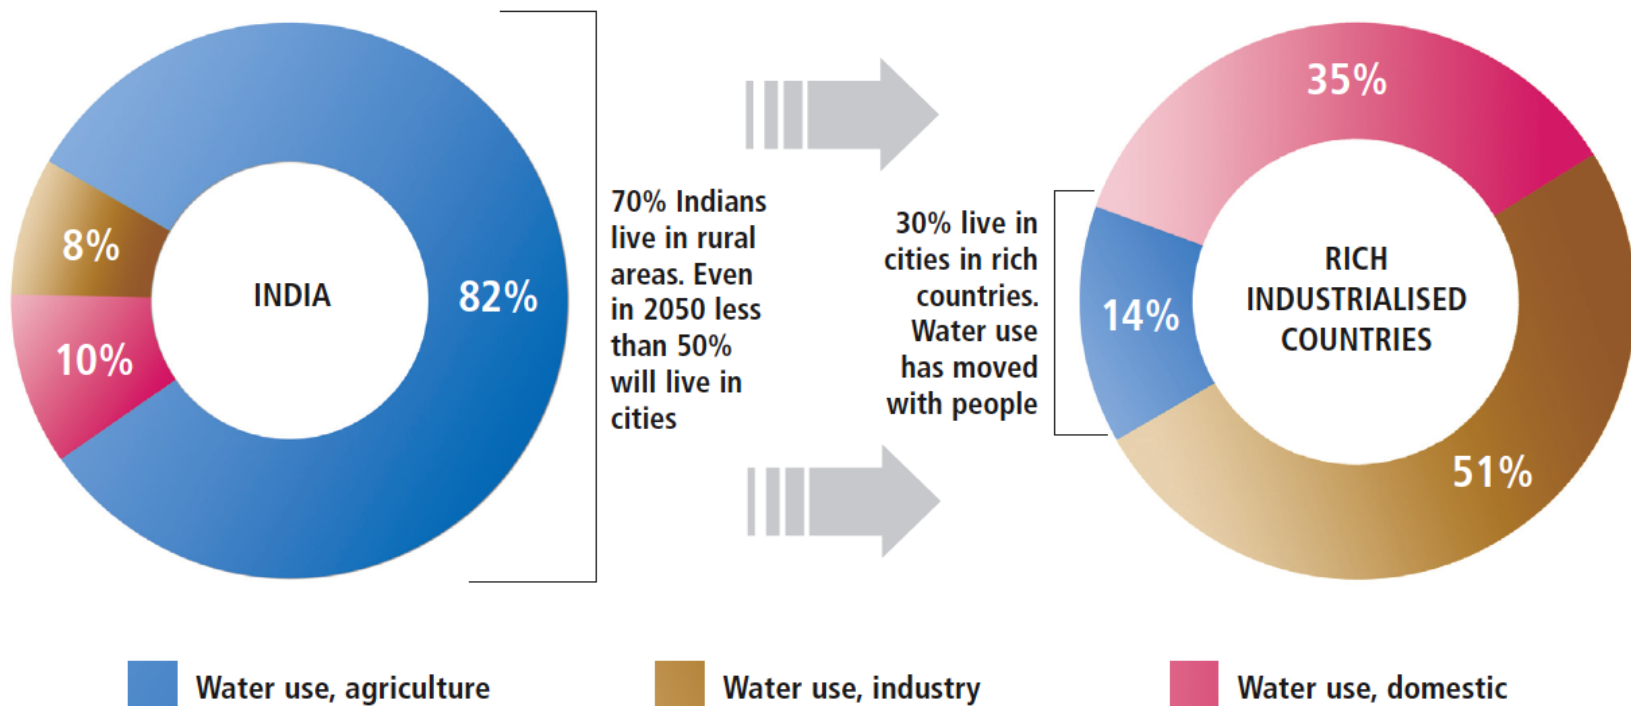 8%
10%
INDIA
82%
70% Indians
live in rural
areas. Even
in 2050 less
than 50%
will live in
cities
30% live in
cities in rich
countries.
Water use
has moved
with people
35%
14%
RICH
INDUSTRIALISED
COUNTRIES
51%
Water use, agriculture
Water use, industry
Water use, domestic